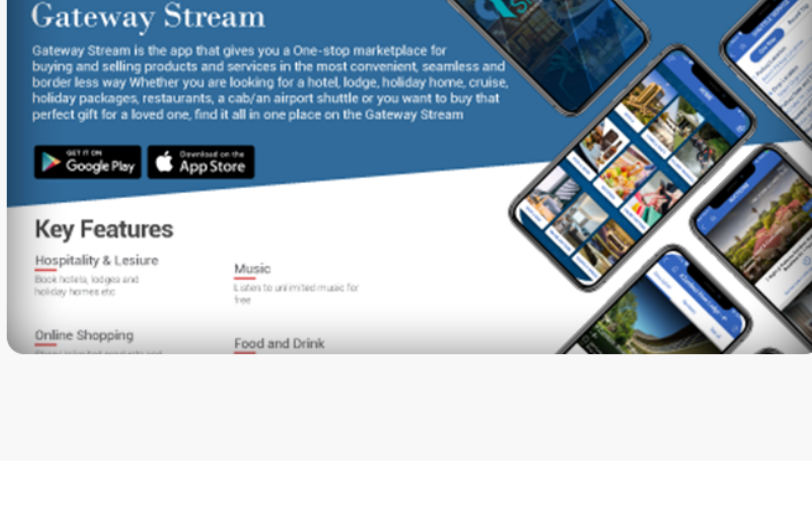 Gateway Stream
Gateway Stream is the app that gives you a One-stop marketplace for
buying and selling products and services in the most convenient, seamless and
border less way Whether you are looking for a hotel, lodge, holiday home, cruise,
holiday packages, restaurants, a cab/an airport shuttle or you want to buy that
perfect gift for a loved one, find it all in one place on the Gateway Stream
GET IT ON
Google Play
Download on the
App Store
Key Features
Hospitality & Lesiure
Book hotels, lodges and
holiday homes etc
Music
Listen to unlimited music for
free
Online Shopping
Food and Drink
HOME